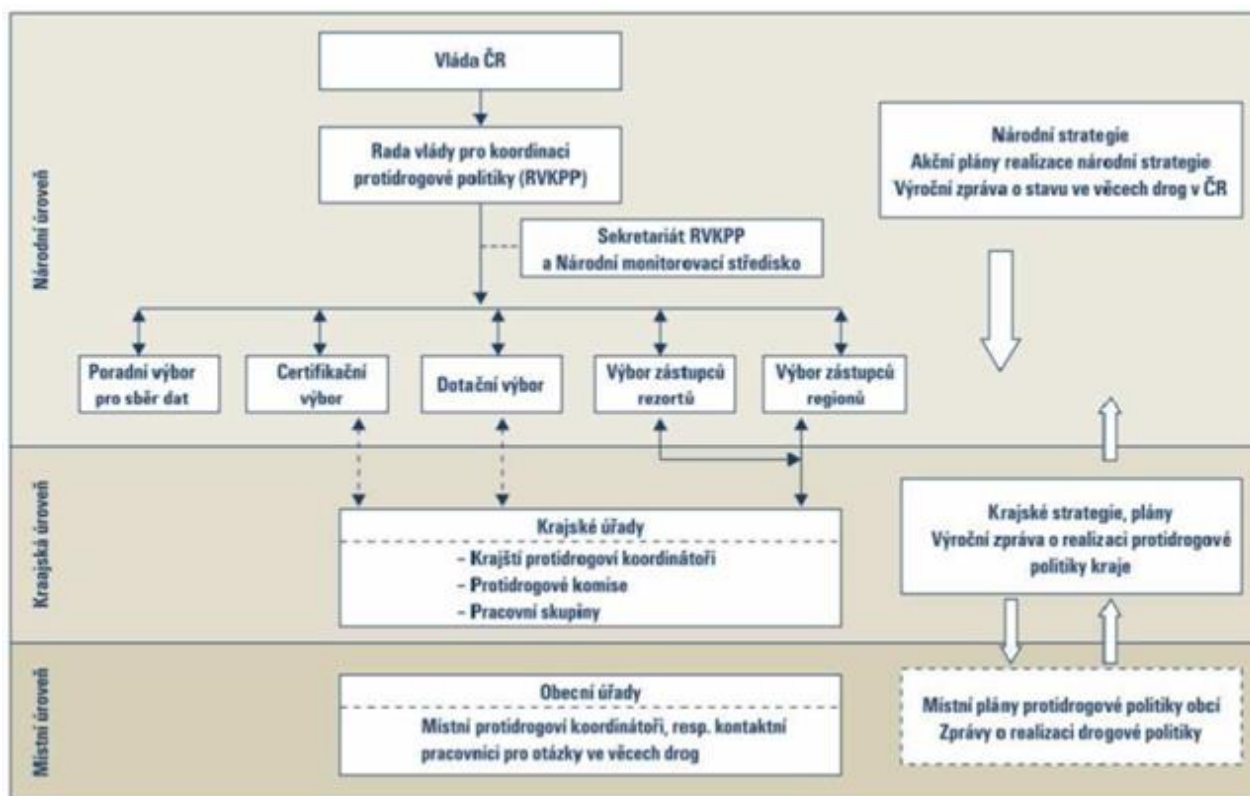 Národní úroveň
Vláda ČR
Rada vlády pro koordinaci
protidrogové politiky (RVKPP)
Sekretariát RVKPP
a Národní monitorovací středisko
Poradní výbor
pro sběr dat
Certifikační
výbor
Dotační výbor
Výbor zástupců
rezortů
Výbor zástupců
regionů
Národní strategie
Akční plány realizace národní strategie
Výroční zpráva o stavu ve věcech drog v ČR
Kraajská úroveň
Krajské úřady
– Krajští protidrogoví koordinátoři
– Protidrogové komise
– Pracovní skupiny
Krajské strategie, plány
Výroční zpráva o realizaci protidrogové
politiky kraje
Místní úroveň
Obecní úřady
Místní protidrogoví koordinátoři, resp. kontaktní
pracovníci pro otázky ve věcech drog
Místní plány protidrogové politiky obcí
Zprávy o realizaci drogové politiky